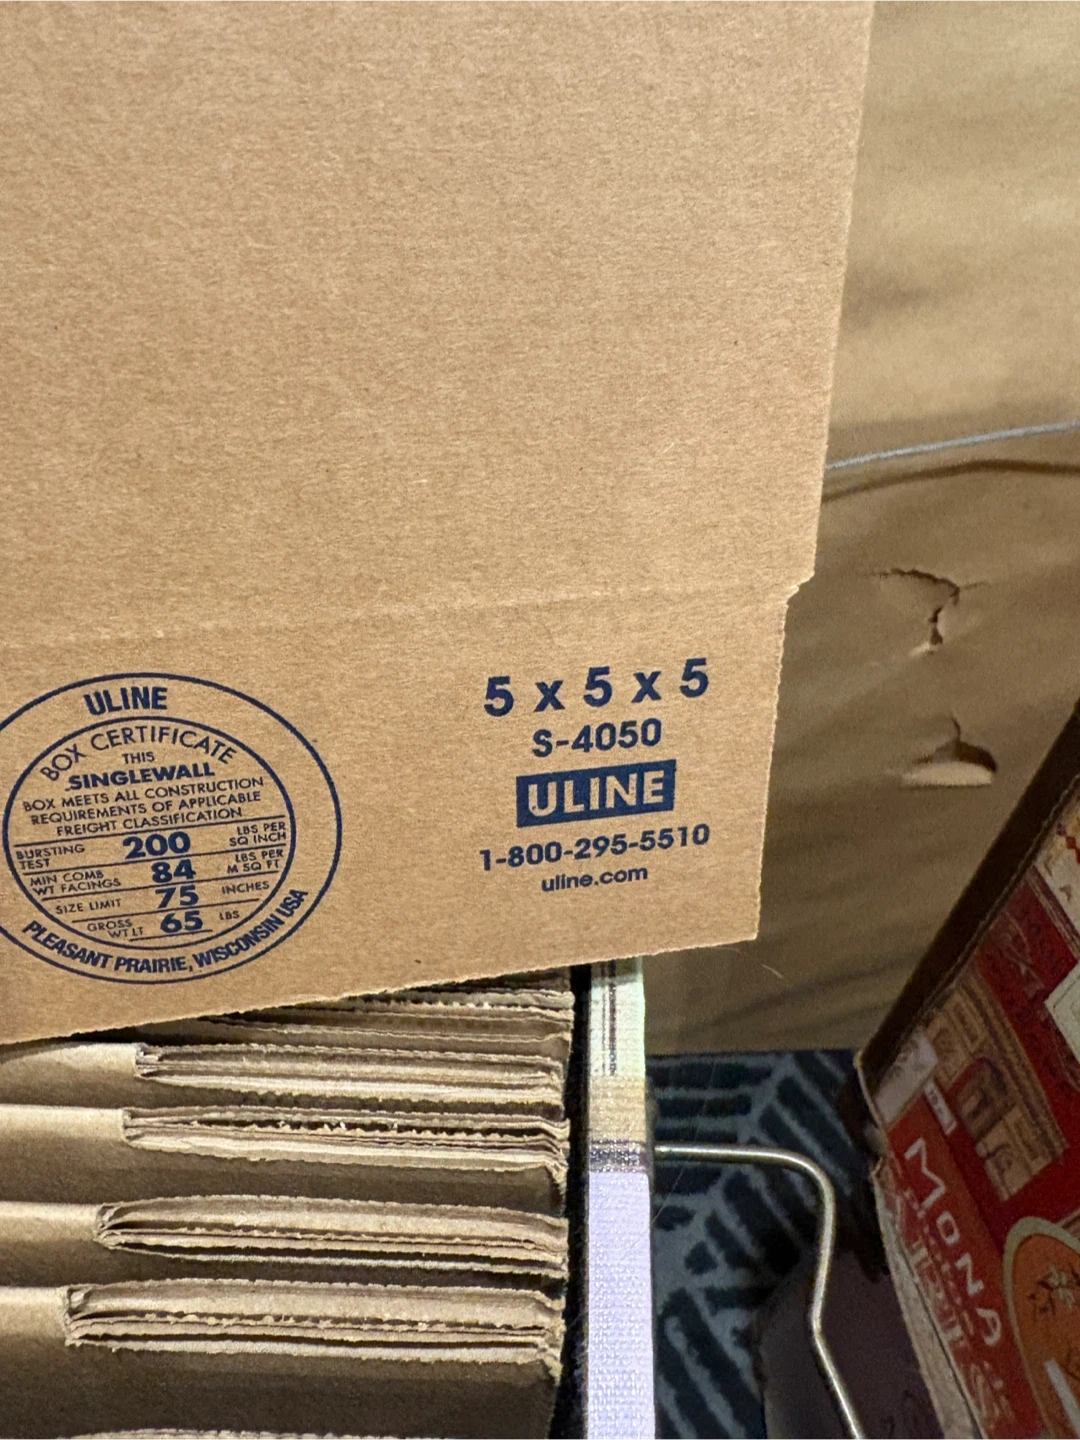 ULINE
BOX CERTIFICATE
THIS
SINGLEWALL
BOX MEETS ALL CONSTRUCTION
REQUIREMENTS OF APPLICABLE
FREIGHT CLASSIFICATION
BURSTING TEST 200 LBS PER SQ INCH
MIN COMB WT FACINGS 84 LBS PER M SQ FT
SIZE LIMIT 75 INCHES
GROSS WT LT 65 LBS
PLEASANT PRAIRIE, WISCONSIN USA
5 x 5 x 5
S-4050
ULINE
1-800-295-5510
uline.com
MONA